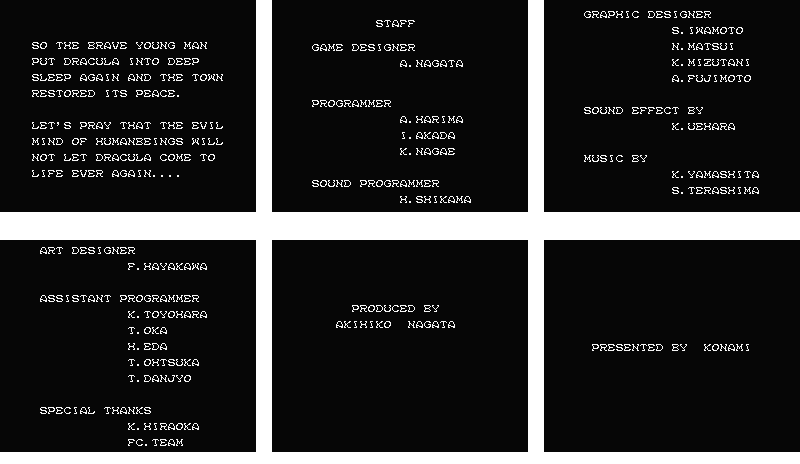 SO THE BRAVE YOUNG MAN
PUT DRACULA INTO DEEP
SLEEP AGAIN AND THE TOWN
RESTORED ITS PEACE.
LET'S PRAY THAT THE EVIL
MIND OF HUMANBEINGS WILL
NOT LET DRACULA COME TO
LIFE EVER AGAIN....
STAFF
GAME DESIGNER
A.NAGATA
PROGRAMMER
A.HARIMA
I.AKADA
K.NAGAE
SOUND PROGRAMMER
H.SHIKAMA
GRAPHIC DESIGNER
S.IWAMOTO
N.MATSUI
K.MIZUTANI
A.FUJIMOTO
SOUND EFFECT BY
K.UEHARA
MUSIC BY
K.YAMASHITA
S.TERASHIMA
ART DESIGNER
F.HAYAKAWA
ASSISTANT PROGRAMMER
K.TOYOHARA
T.OKA
H.EDA
T.OHTSUKA
T.DANJYO
SPECIAL THANKS
K.HIRAOKA
FC.TEAM
PRODUCED BY
AKIHIKO NAGATA
PRESENTED BY KONAMI